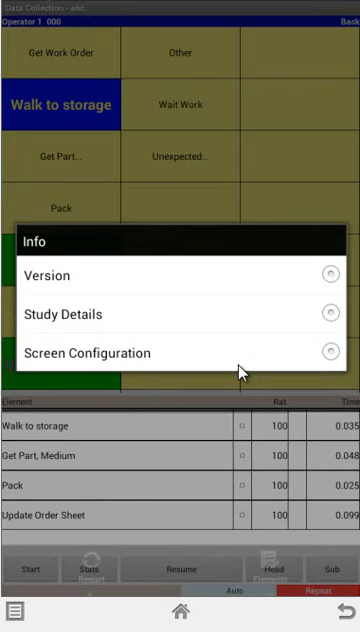 Data Collection - abc
Operator 1 000 Back
Get Work Order Other
Walk to storage Wait Work
Get Part... Unexpected...
Pack
Info
Version
Study Details
Screen Configuration
Element Rat. Time
Walk to storage ¤ 100 0.035
Get Part, Medium ¤ 100 0.048
Pack ¤ 100 0.025
Update Order Sheet ¤ 100 0.099
Start Stats Resume Head Sub
Restart Elements
Auto Repeat